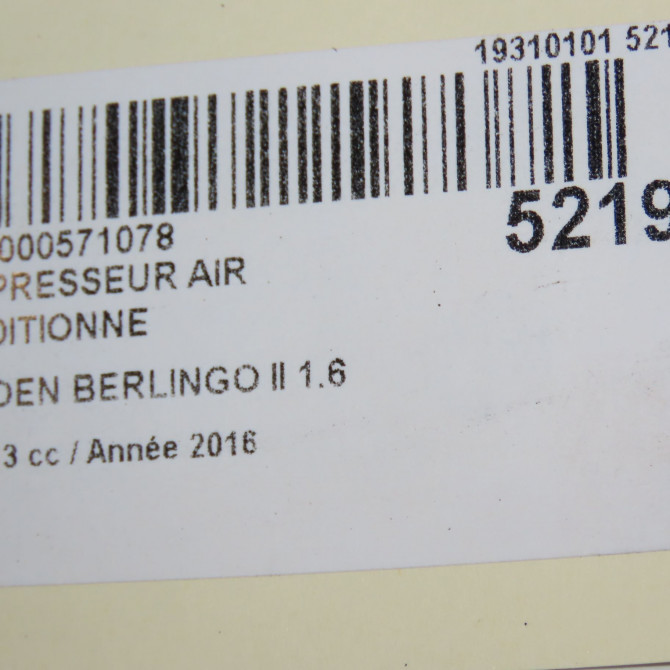 19310101 521
5219
000571078
PRESSEUR AIR
DITIONNE
DEN BERLINGO II 1.6
3 cc / Année 2016